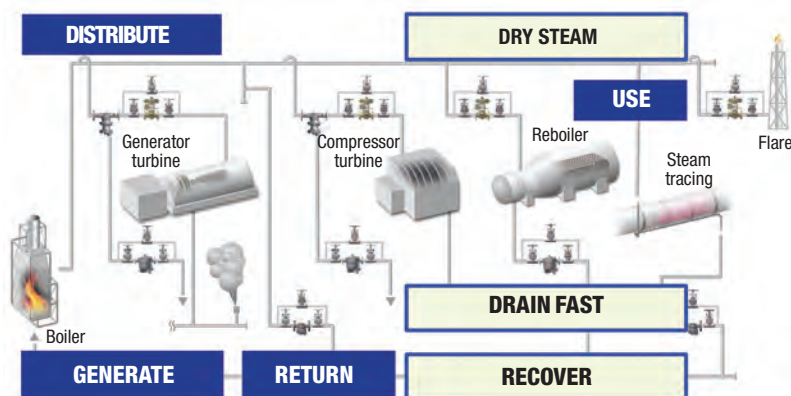 DISTRIBUTE
DRY STEAM
USE
Generator
turbine
Compressor
turbine
Reboiler
Steam
tracing
Flare
Boiler
DRAIN FAST
GENERATE
RETURN
RECOVER